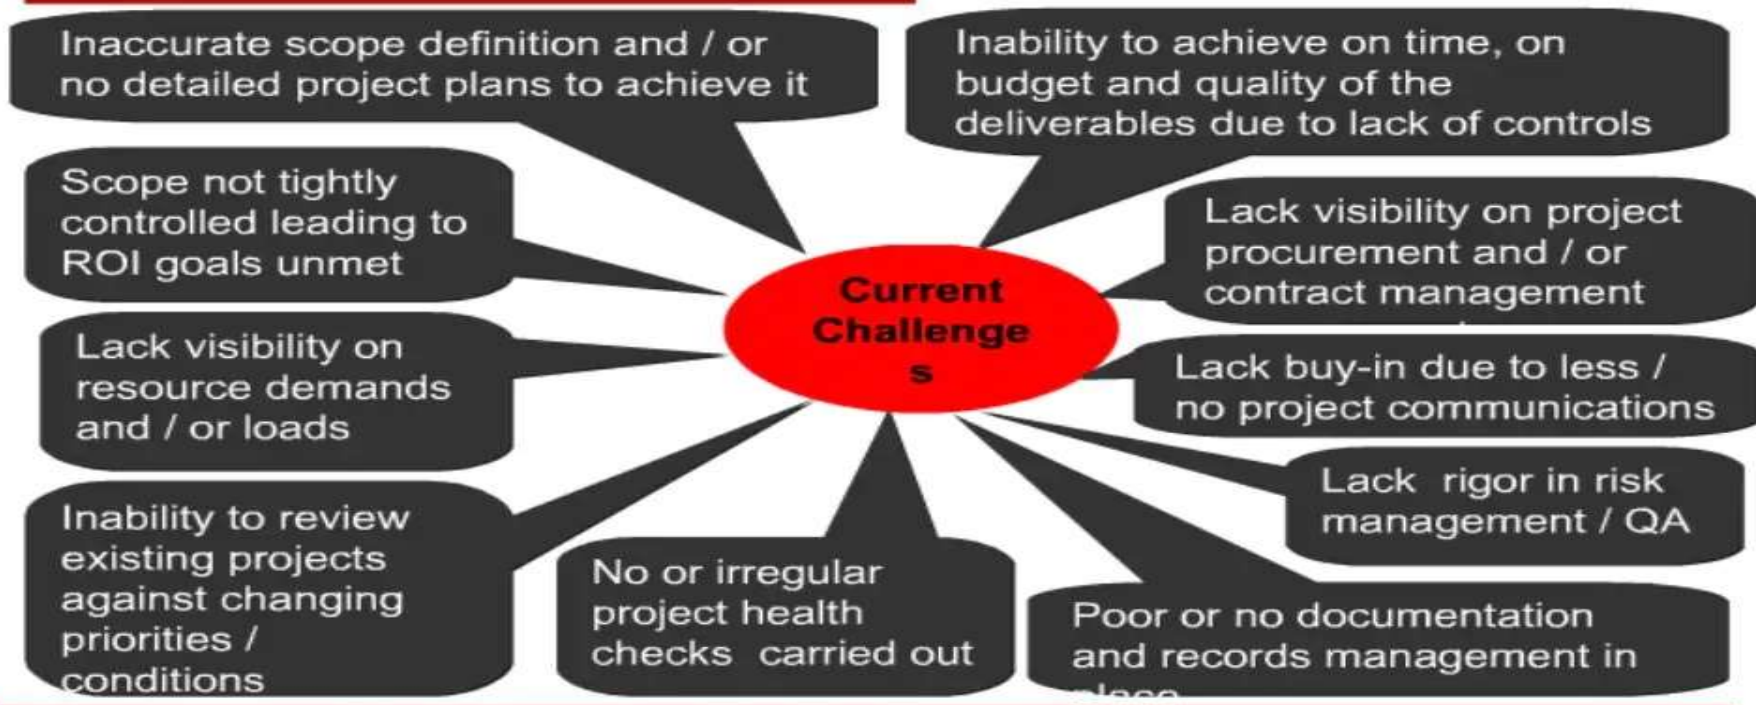 Inaccurate scope definition and / or
no detailed project plans to achieve it
Inability to achieve on time, on
budget and quality of the
deliverables due to lack of controls
Scope not tightly
controlled leading to
ROI goals unmet
Lack visibility on project
procurement and / or
contract management
Current
Challenge
s
Lack visibility on
resource demands
and / or loads
Lack buy-in due to less /
no project communications
Lack rigor in risk
management / QA
Inability to review
existing projects
against changing
priorities /
conditions
No or irregular
project health
checks carried out
Poor or no documentation
and records management in
place